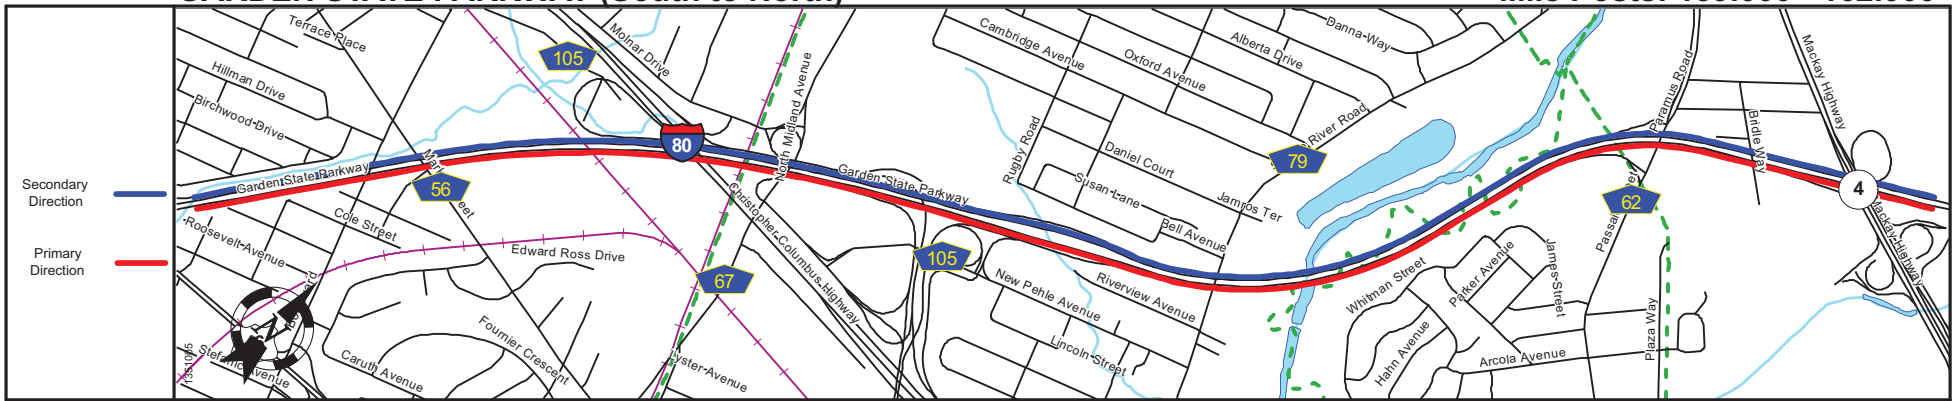 Terrace Place
Molnar Drive
105
Hillman Drive
Birchwood Drive
North Midland Avenue
80
Cambridge Avenue
Oxford Avenue
Alberta Drive
Danna Way
Rugby Road
River Road
79
Daniel Court
Susan Lane
Jamros Ter
Bell Avenue
Paramus Road
Bridle Way
Mackay Highway
4
Mackay Highway
62
Secondary
Direction
Primary
Direction
Garden State Parkway
56
Garden State Parkway
Cole Street
Roosevelt Avenue
Edward Ross Drive
67
Christopher Columbus Highway
105
New Pehle Avenue
Riverview Avenue
Lincoln Street
Whitman Street
Parker Avenue
James Street
Hahn Avenue
Arcola Avenue
Plaza Way
Fournier Crescent
Caruth Avenue